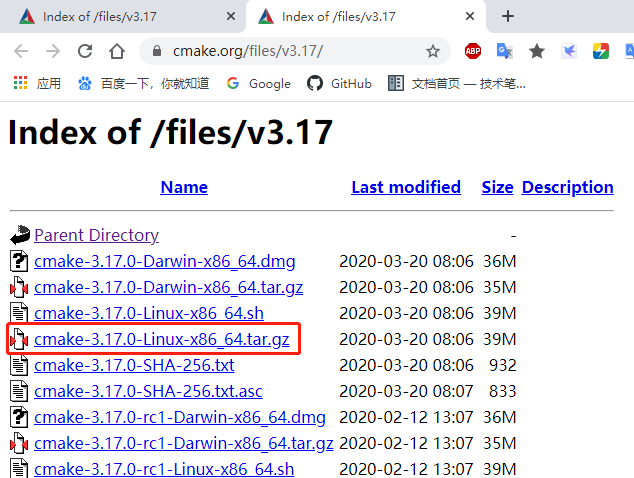 Index of /files/v3.17 Index of /files/v3.17
cmake.org/files/v3.17/ ABP
应用 百度一下，你就知道 Google GitHub 文档首页 — 技术笔...
Index of /files/v3.17
Name Last modified Size Description
Parent Directory -
cmake-3.17.0-Darwin-x86_64.dmg 2020-03-20 08:06 36M
cmake-3.17.0-Darwin-x86_64.tar.gz 2020-03-20 08:06 35M
cmake-3.17.0-Linux-x86_64.sh 2020-03-20 08:06 39M
cmake-3.17.0-Linux-x86_64.tar.gz 2020-03-20 08:06 39M
cmake-3.17.0-SHA-256.txt 2020-03-20 08:06 932
cmake-3.17.0-SHA-256.txt.asc 2020-03-20 08:07 833
cmake-3.17.0-rc1-Darwin-x86_64.dmg 2020-02-12 13:07 36M
cmake-3.17.0-rc1-Darwin-x86_64.tar.gz 2020-02-12 13:07 35M
cmake-3.17.0-rc1-Linux-x86_64.sh 2020-02-12 13:07 39M